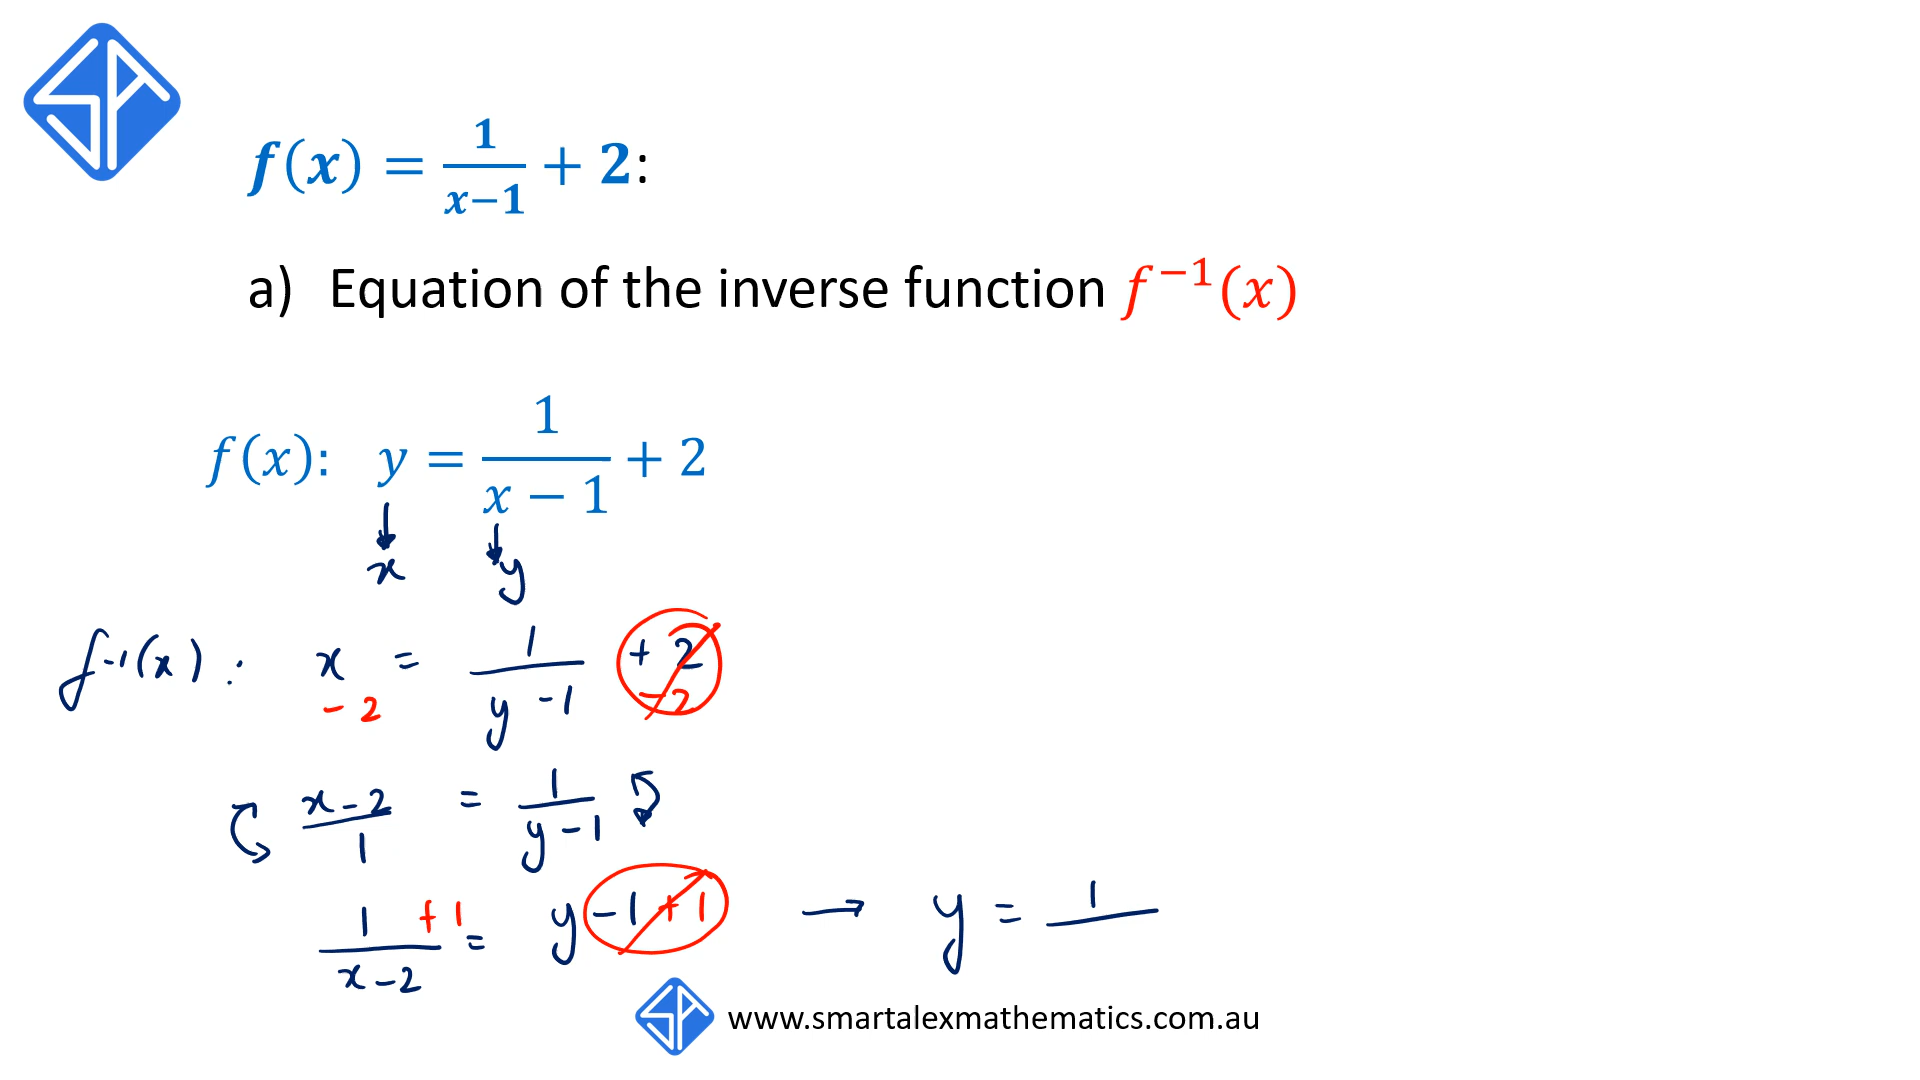 f(x) = 1/(x−1) + 2:
a) Equation of the inverse function f⁻¹(x)
f(x): y = 1/(x − 1) + 2
x y
f⁻¹(x) : x = 1/(y − 1) + 2
− 2 − 2
(x − 2)/1 = 1/(y − 1)
1/(x − 2) + 1 = y − 1 + 1 → y = 1/
www.smartalexmathematics.com.au